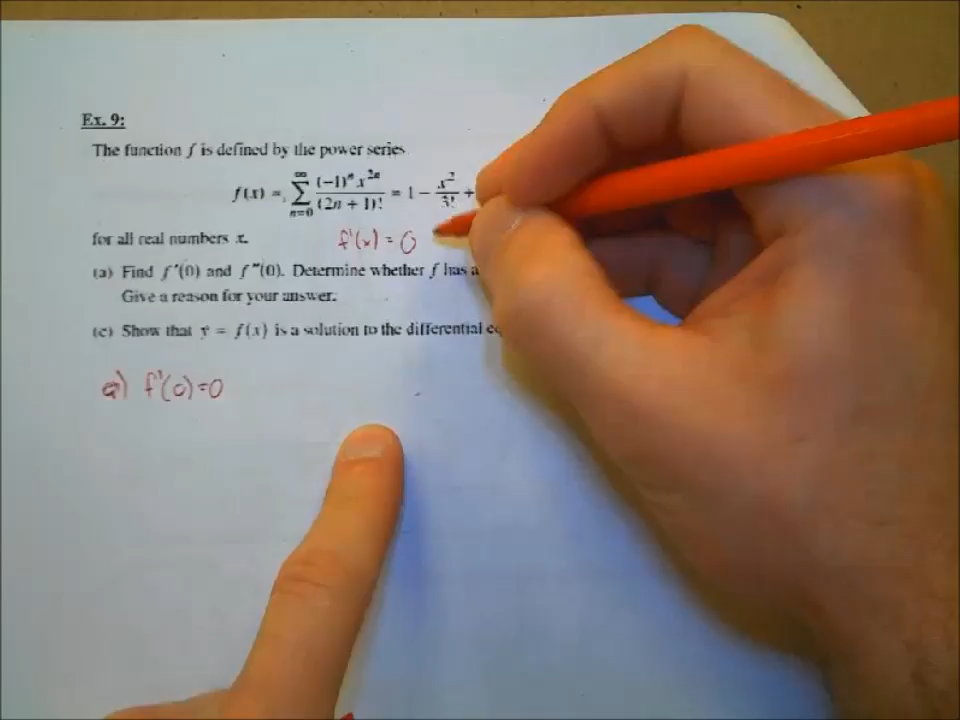 Ex. 9:
The function f is defined by the power series
f(x) = ∑_{n=0}^{∞} (-1)^n x^{2n} / (2n + 1)! = 1 - x^2 / 3! +
for all real numbers x.
f'(x) = 0
(a) Find f'(0) and f"(0). Determine whether f has a
Give a reason for your answer.
(c) Show that y = f(x) is a solution to the differential
a) f'(0)=0